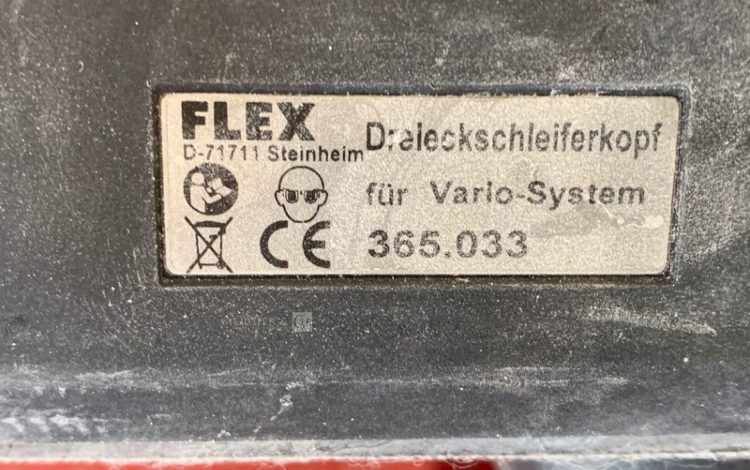 FLEX
D-71711 Steinheim
Dreieckschleiferkopf
für Vario-System
CE 365.033